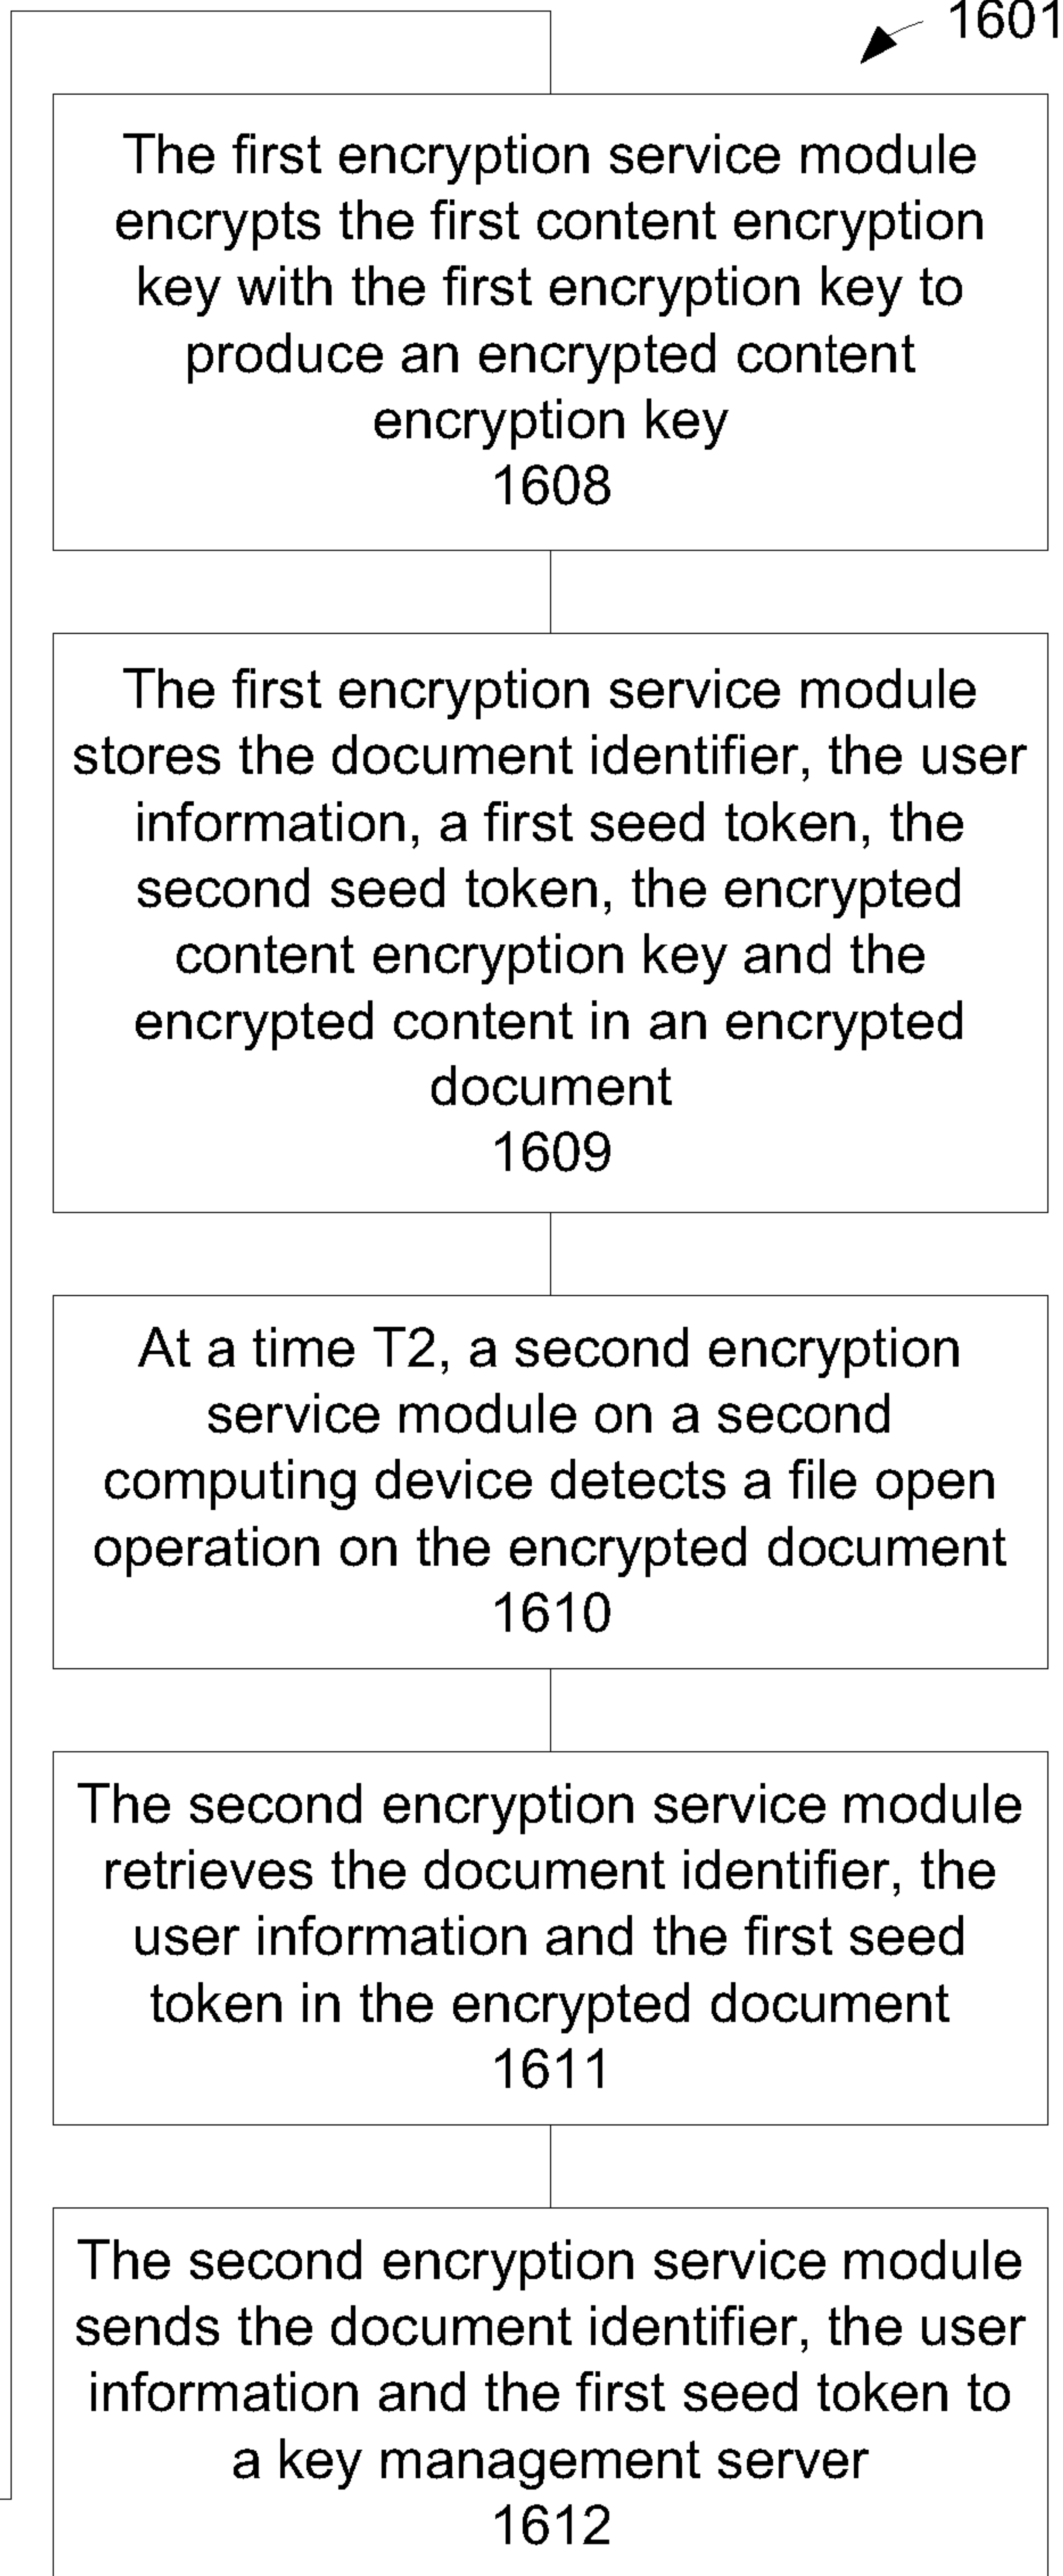 1601
The first encryption service module
encrypts the first content encryption
key with the first encryption key to
produce an encrypted content
encryption key
1608
The first encryption service module
stores the document identifier, the user
information, a first seed token, the
second seed token, the encrypted
content encryption key and the
encrypted content in an encrypted
document
1609
At a time T2, a second encryption
service module on a second
computing device detects a file open
operation on the encrypted document
1610
The second encryption service module
retrieves the document identifier, the
user information and the first seed
token in the encrypted document
1611
The second encryption service module
sends the document identifier, the user
information and the first seed token to
a key management server
1612